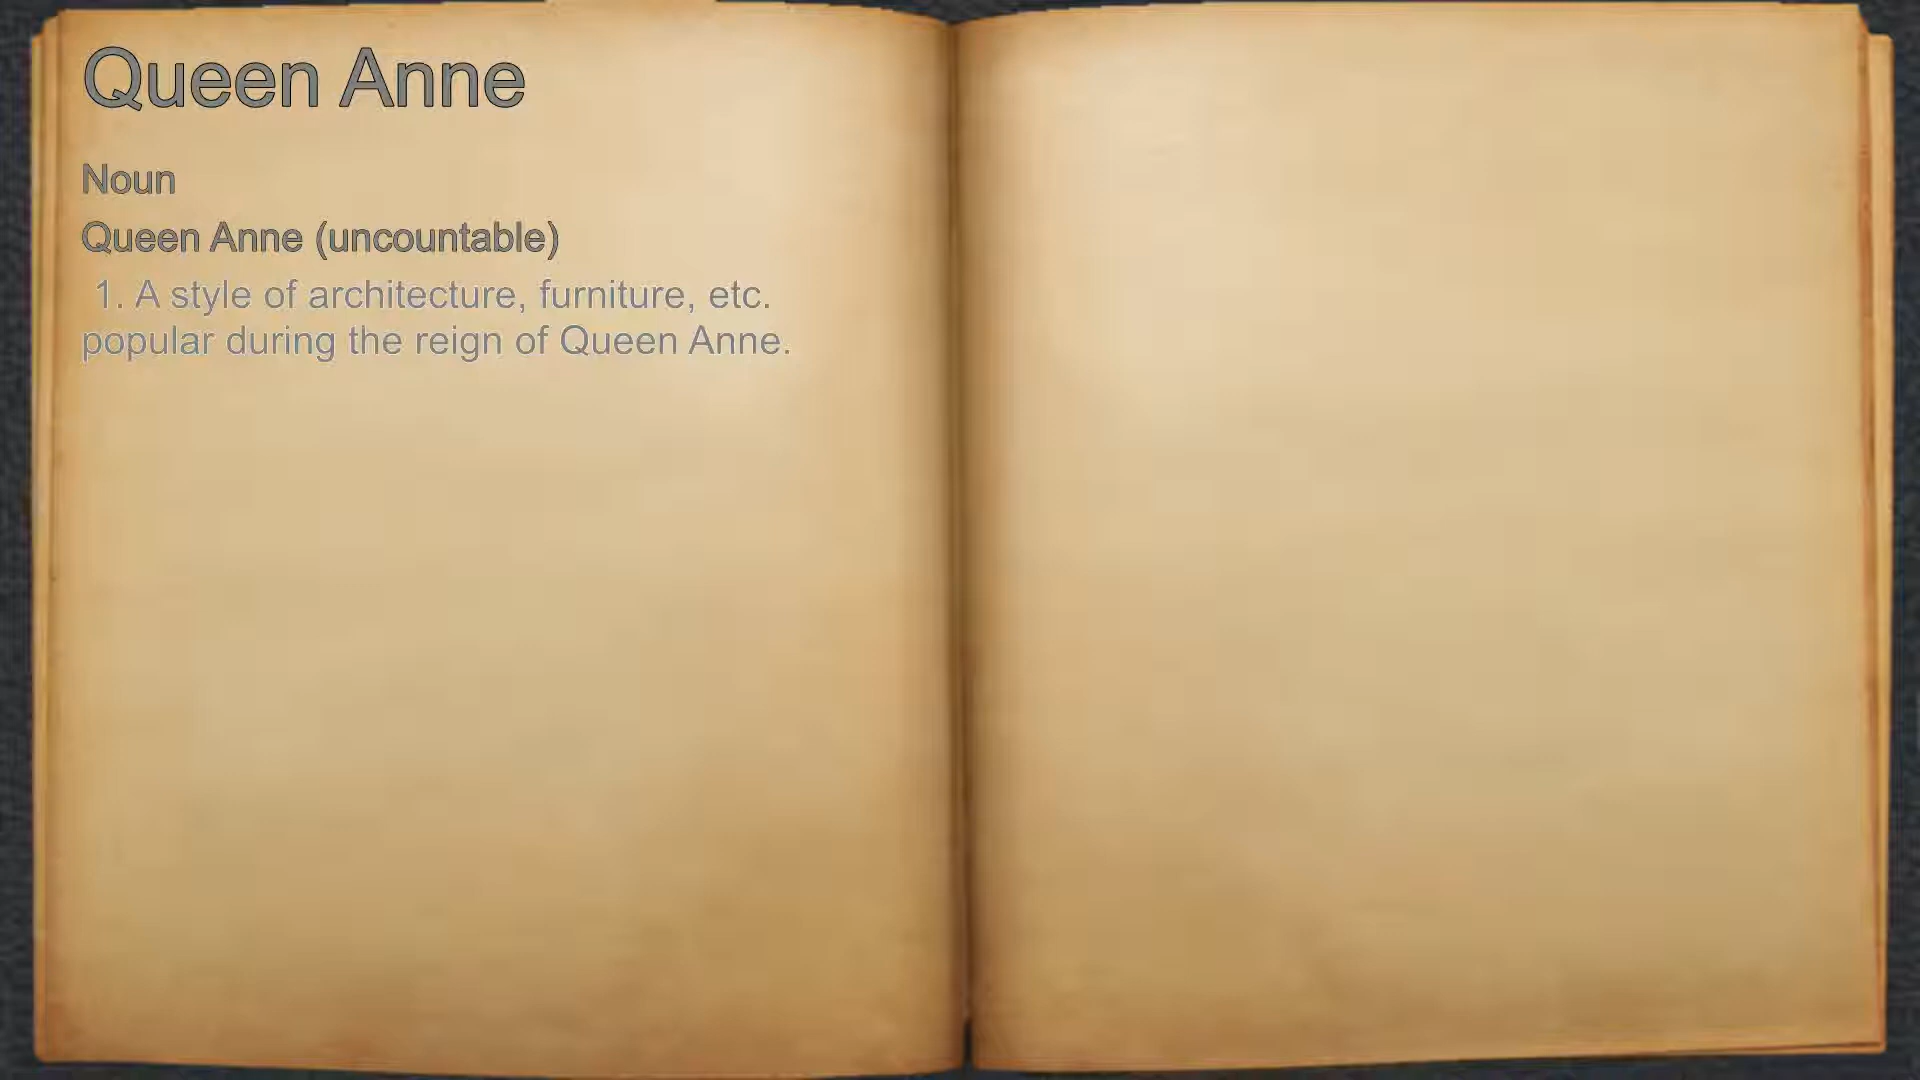 Queen Anne
Noun
Queen Anne (uncountable)
1. A style of architecture, furniture, etc.
popular during the reign of Queen Anne.